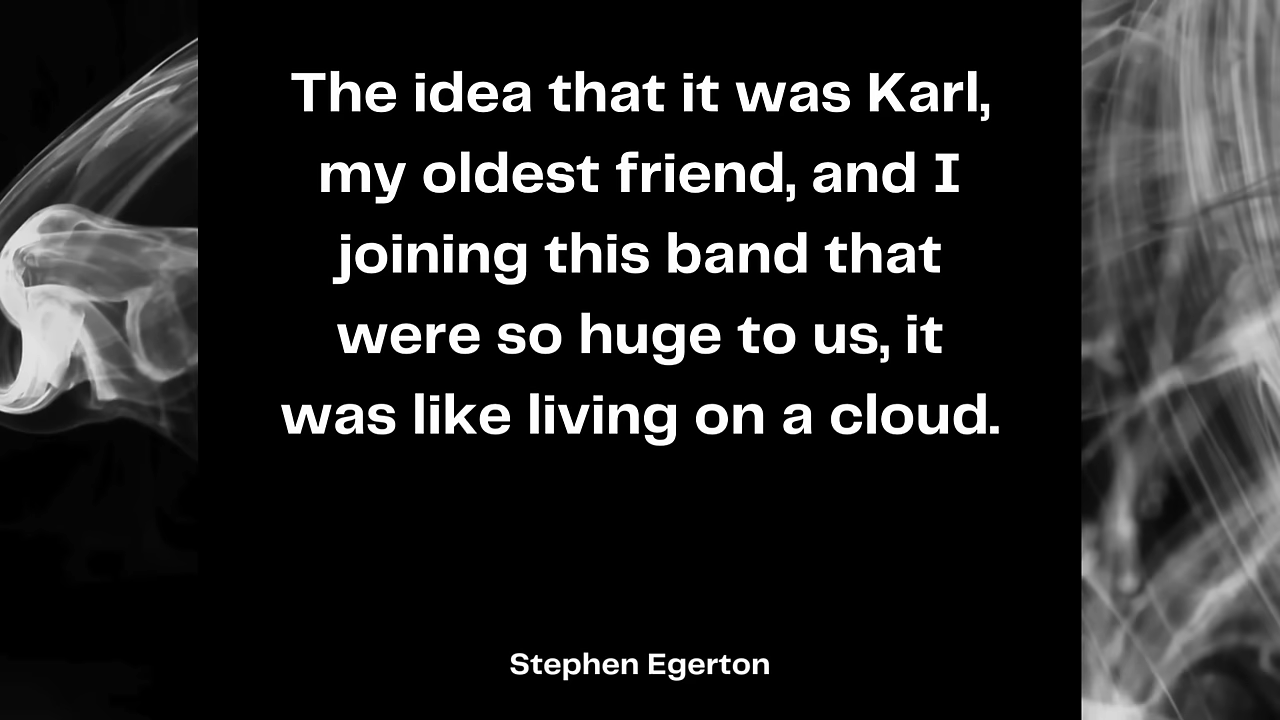 The idea that it was Karl,
my oldest friend, and I
joining this band that
were so huge to us, it
was like living on a cloud.
Stephen Egerton